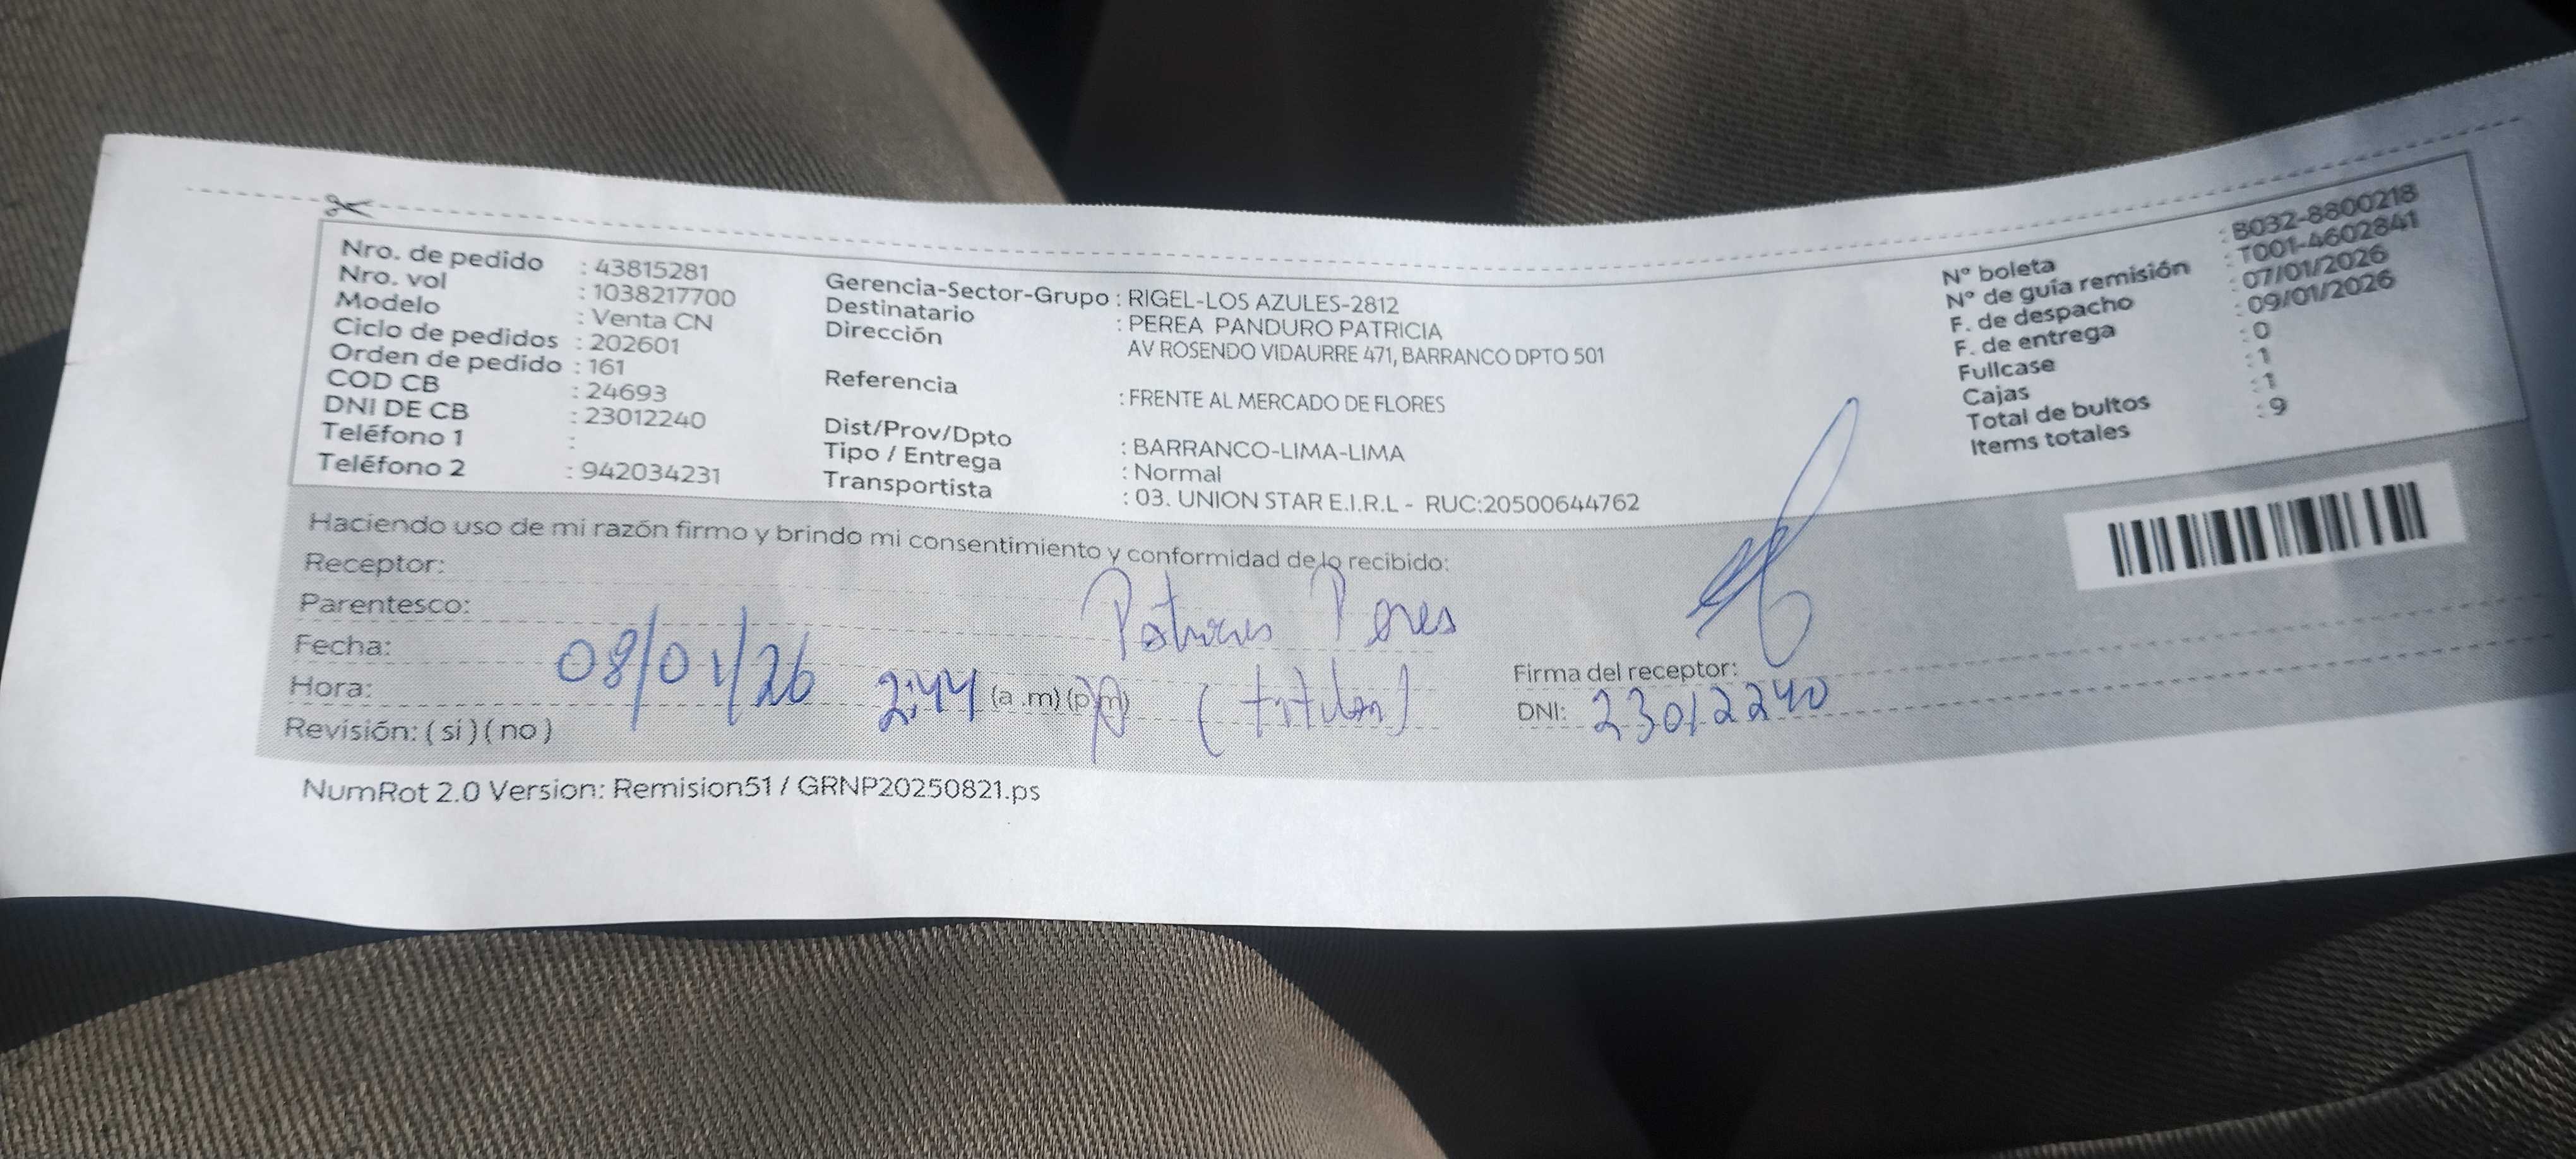 Nro. de pedido : 43815281
Nro. vol : 1038217700
Modelo : Venta CN
Ciclo de pedidos : 202601
Orden de pedido : 161
COD CB : 24693
DNI DE CB : 23012240
Teléfono 1 :
Teléfono 2 : 942034231
Gerencia-Sector-Grupo : RIGEL-LOS AZULES-2812
Destinatario : PEREA PANDURO PATRICIA
Dirección AV ROSENDO VIDAURRE 471, BARRANCO DPTO 501
Referencia : FRENTE AL MERCADO DE FLORES
Dist/Prov/Dpto : BARRANCO-LIMA-LIMA
Tipo / Entrega : Normal
Transportista : 03. UNION STAR E.I.R.L - RUC:20500644762
N° boleta : B032-8800218
N° de guía remisión : T001-4602841
F. de despacho : 07/01/2026
F. de entrega : 09/01/2026
Fullcase : 0
Cajas : 1
Total de bultos : 1
Items totales : 9
Haciendo uso de mi razón firmo y brindo mi consentimiento y conformidad de lo recibido:
Receptor:
Parentesco:
Fecha: 08/01/26
Hora: 2:44 (a .m) (p.m) (titular)
Revisión: ( si ) ( no )
Firma del receptor:
DNI: 23012240
NumRot 2.0 Version: Remision51 / GRNP20250821.ps